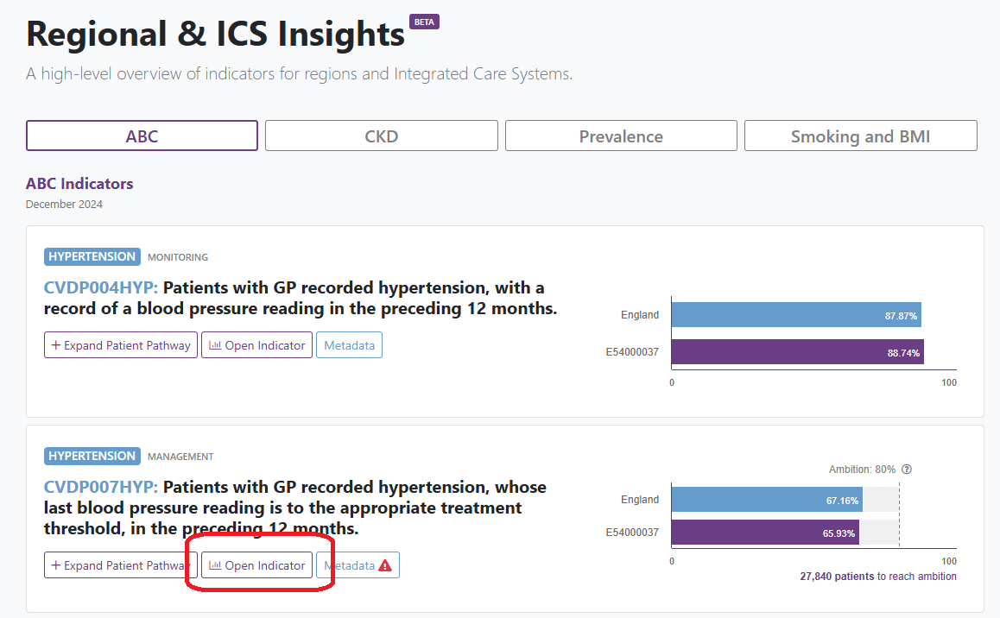 Regional & ICS Insights BETA
A high-level overview of indicators for regions and Integrated Care Systems.
ABC
CKD
Prevalence
Smoking and BMI
ABC Indicators
December 2024
HYPERTENSION MONITORING
CVDP004HYP: Patients with GP recorded hypertension, with a
record of a blood pressure reading in the preceding 12 months.
+ Expand Patient Pathway
Open Indicator
Metadata
England 87.87%
E54000037 88.74%
0 100
HYPERTENSION MANAGEMENT
CVDP007HYP: Patients with GP recorded hypertension, whose
last blood pressure reading is to the appropriate treatment
threshold, in the preceding 12 months.
+ Expand Patient Pathway
Open Indicator
Metadata
Ambition: 80% ?
England 67.16%
E54000037 65.93%
0 100
27,840 patients to reach ambition